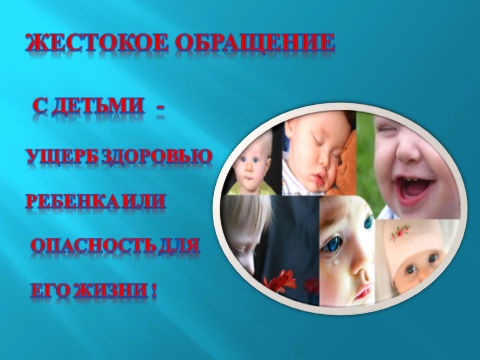 ЖЕСТОКОЕ ОБРАЩЕНИЕ
С ДЕТЬМИ -
УЩЕРБ ЗДОРОВЬЮ
РЕБЕНКА ИЛИ
ОПАСНОСТЬ ДЛЯ
ЕГО ЖИЗНИ !